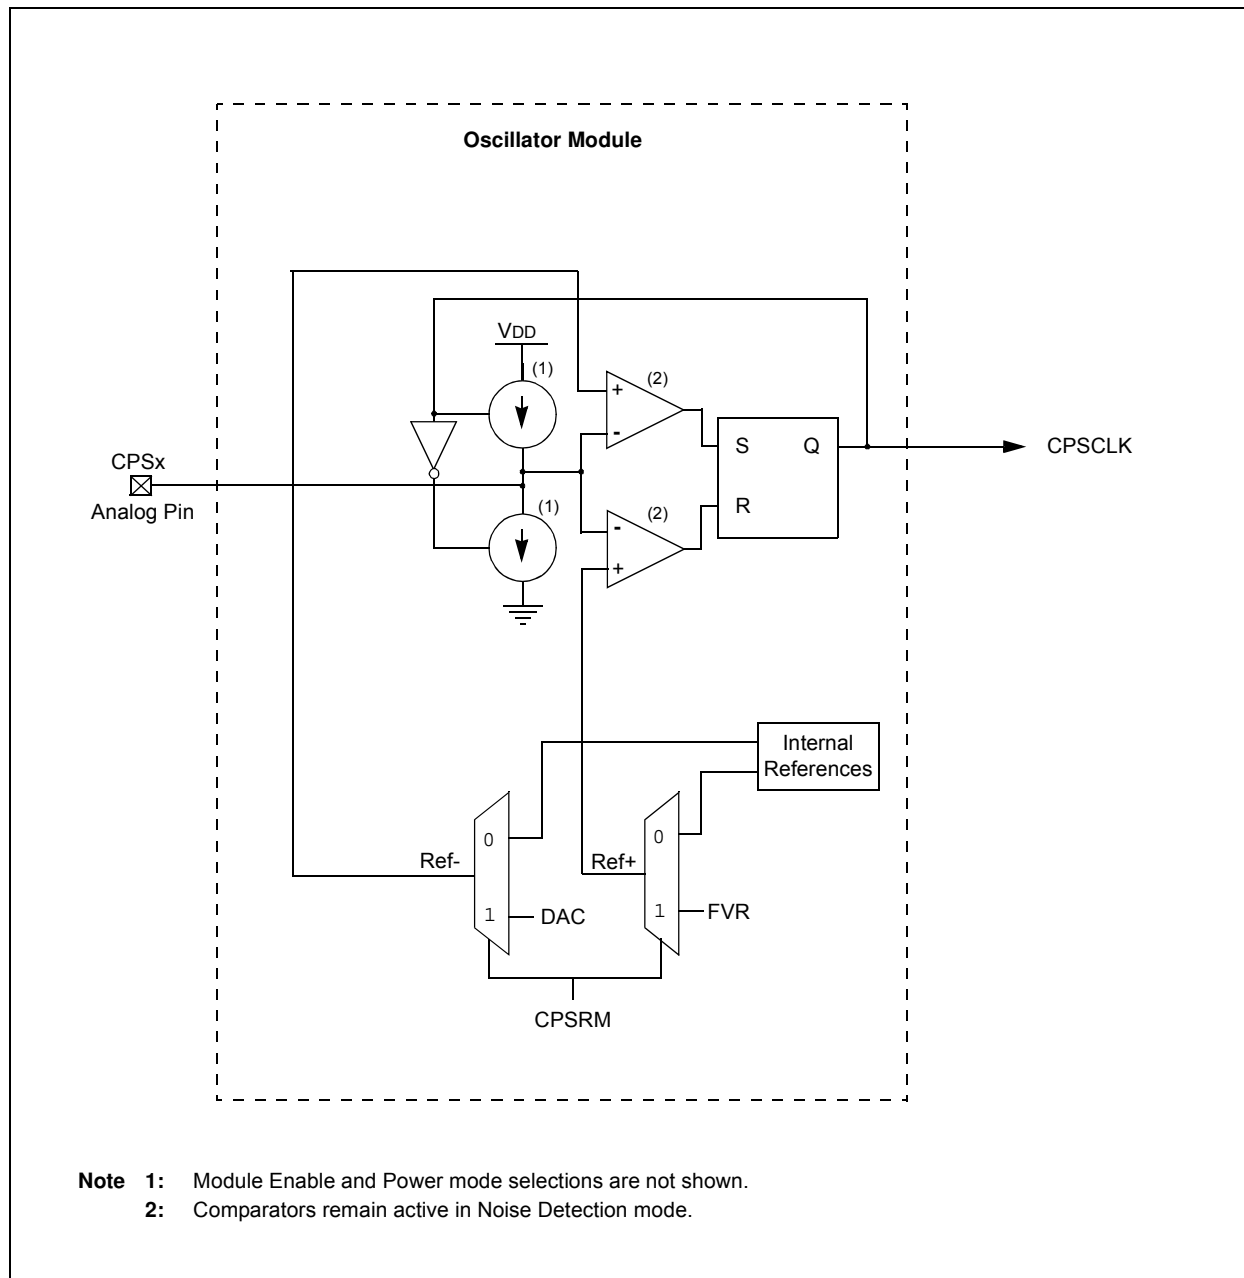 Oscillator Module
VDD
(1)
(2)
+
-
S Q
R
CPSCLK
CPSx
Analog Pin
(1)
(2)
-
+
Internal
References
0
Ref-
1
DAC
0
Ref+
1
FVR
CPSRM
Note 1: Module Enable and Power mode selections are not shown.
2: Comparators remain active in Noise Detection mode.